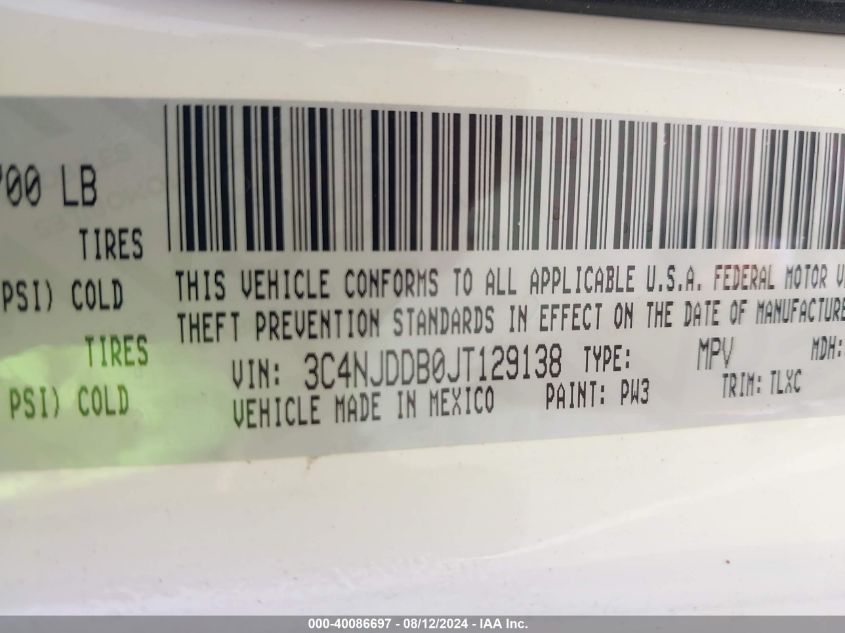 700 LB
TIRES
PSI) COLD
TIRES
PSI) COLD
THIS VEHICLE CONFORMS TO ALL APPLICABLE U.S.A. FEDERAL MOTOR V
THEFT PREVENTION STANDARDS IN EFFECT ON THE DATE OF MANUFACTURE
VIN: 3C4NJDDB0JT129138 TYPE: MPV MDH:
VEHICLE MADE IN MEXICO PAINT: PW3 TRIM: TLXC
000-40086697 - 08/12/2024 - IAA Inc.